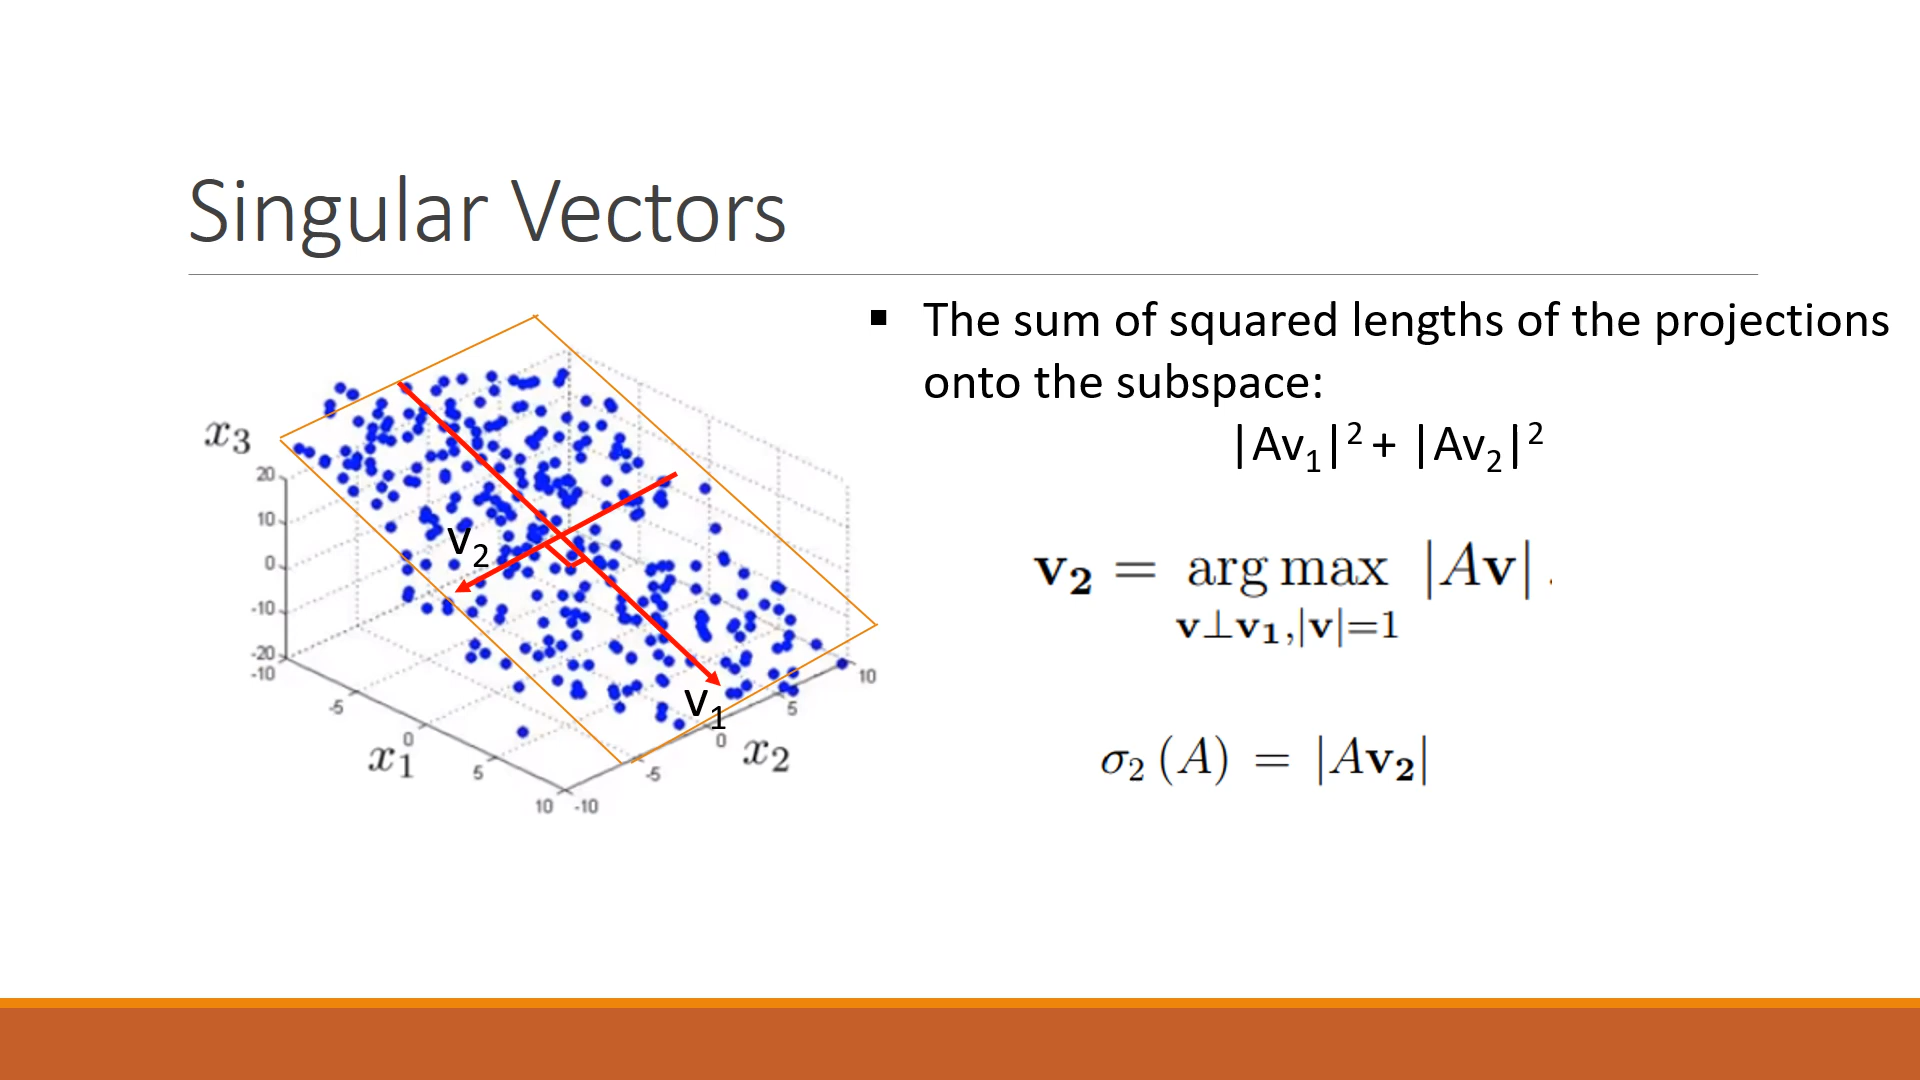 Singular Vectors
▪ The sum of squared lengths of the projections
onto the subspace:
|Av₁|² + |Av₂|²
v₂ = arg max |Av| .
v⊥v₁,|v|=1
σ₂ (A) = |Av₂|
x₃
20
10
0
-10
-20
-10
-5
0
5
10
x₁
-10
-5
0
5
10
x₂
v₂
v₁